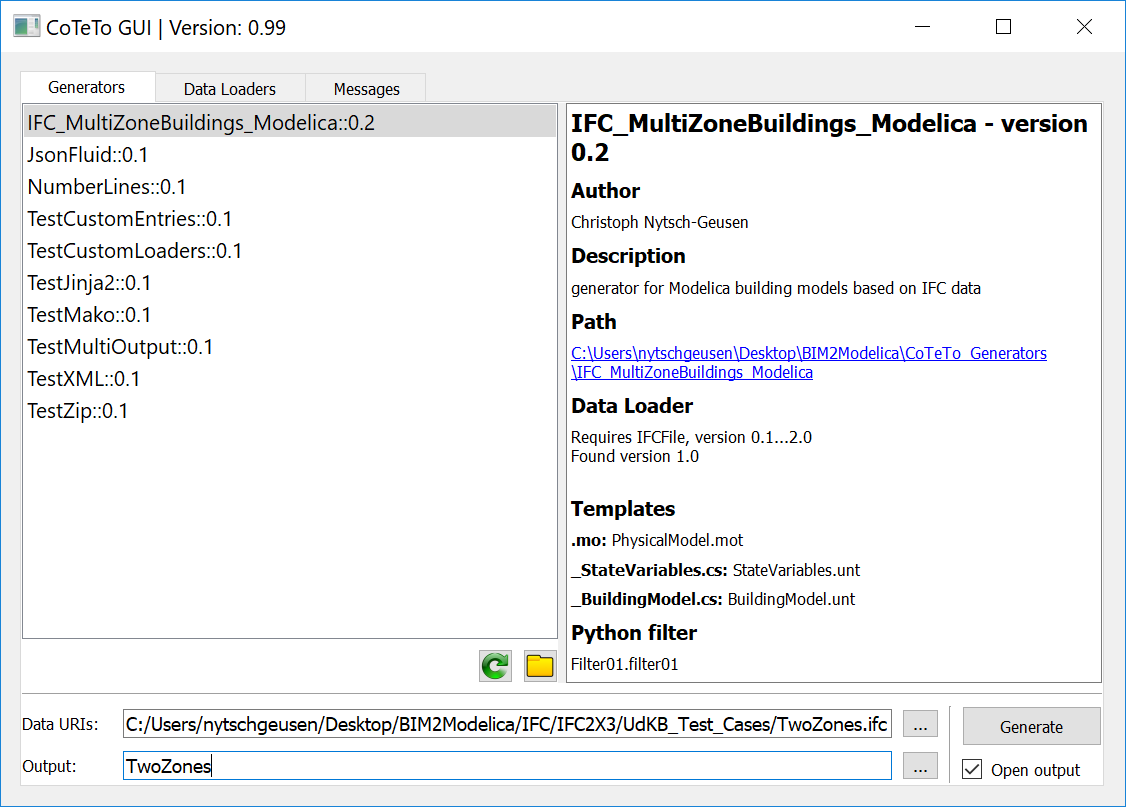 CoTeTo GUI | Version: 0.99
Generators
Data Loaders
Messages
IFC_MultiZoneBuildings_Modelica::0.2
JsonFluid::0.1
NumberLines::0.1
TestCustomEntries::0.1
TestCustomLoaders::0.1
TestJinja2::0.1
TestMako::0.1
TestMultiOutput::0.1
TestXML::0.1
TestZip::0.1
IFC_MultiZoneBuildings_Modelica - version
0.2
Author
Christoph Nytsch-Geusen
Description
generator for Modelica building models based on IFC data
Path
C:\Users\nytschgeusen\Desktop\BIM2Modelica\CoTeTo_Generators
\IFC_MultiZoneBuildings_Modelica
Data Loader
Requires IFCFile, version 0.1...2.0
Found version 1.0
Templates
.mo: PhysicalModel.mot
_StateVariables.cs: StateVariables.unt
_BuildingModel.cs: BuildingModel.unt
Python filter
Filter01.filter01
Data URIs:
C:/Users/nytschgeusen/Desktop/BIM2Modelica/IFC/IFC2X3/UdKB_Test_Cases/TwoZones.ifc
...
Generate
Output:
TwoZones
...
Open output